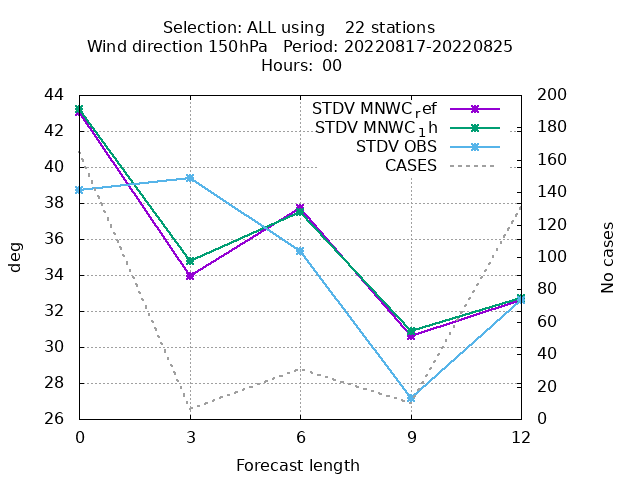 Selection: ALL using    22 stations
Wind direction 150hPa   Period: 20220817-20220825
Hours: 00
STDV MNWCref
STDV MNWC1h
STDV OBS
CASES
44
42
40
38
36
34
32
30
28
26
deg
200
180
160
140
120
100
80
60
40
20
0
No cases
0 3 6 9 12
Forecast length